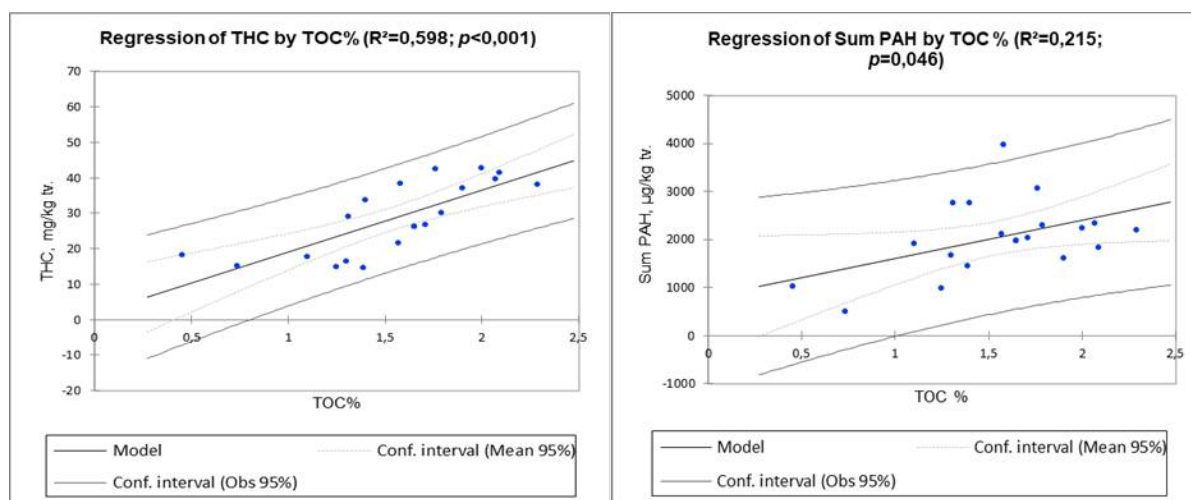 Regression of THC by TOC% (R²=0,598; p<0,001)
70
60
50
40
30
20
10
0
-10
-20
THC, mg/kg tv.
0
0,5
1
1,5
2
2,5
TOC%
Model
Conf. interval (Mean 95%)
Conf. interval (Obs 95%)
Regression of Sum PAH by TOC % (R²=0,215;
p=0,046)
5000
4000
3000
2000
1000
0
-1000
Sum PAH, µg/kg tv.
0
0,5
1
1,5
2
2,5
TOC %
Model
Conf. interval (Mean 95%)
Conf. interval (Obs 95%)